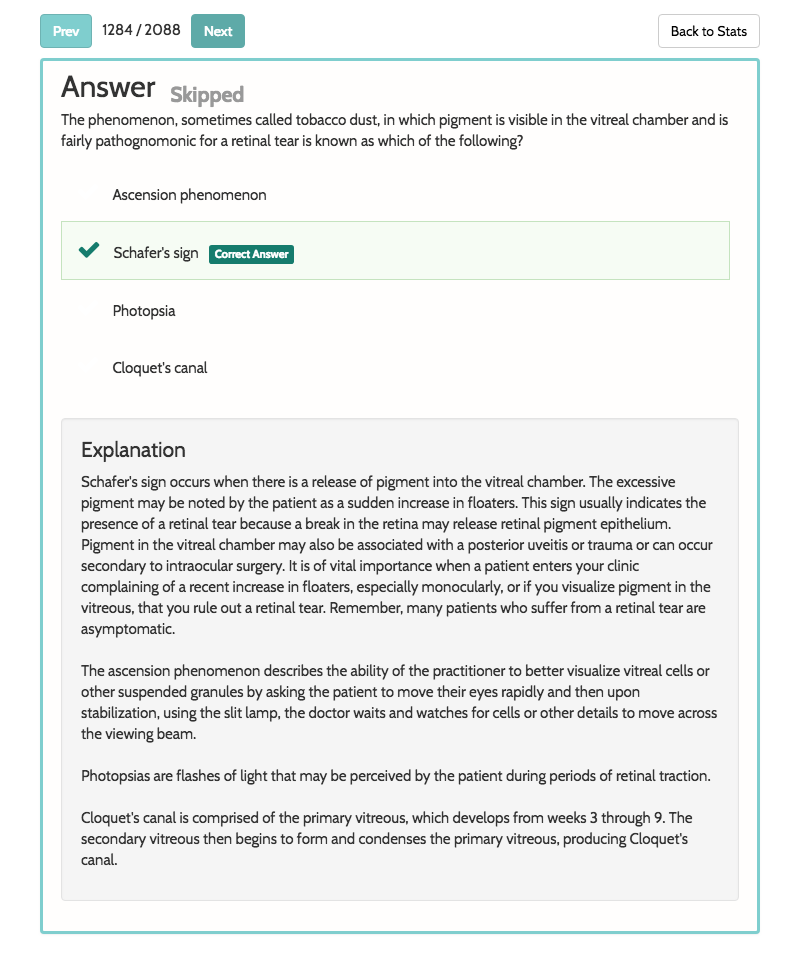 Prev 1284 / 2088 Next Back to Stats
Answer Skipped
The phenomenon, sometimes called tobacco dust, in which pigment is visible in the vitreal chamber and is
fairly pathognomonic for a retinal tear is known as which of the following?
Ascension phenomenon
Schafer's sign Correct Answer
Photopsia
Cloquet's canal
Explanation
Schafer's sign occurs when there is a release of pigment into the vitreal chamber. The excessive
pigment may be noted by the patient as a sudden increase in floaters. This sign usually indicates the
presence of a retinal tear because a break in the retina may release retinal pigment epithelium.
Pigment in the vitreal chamber may also be associated with a posterior uveitis or trauma or can occur
secondary to intraocular surgery. It is of vital importance when a patient enters your clinic
complaining of a recent increase in floaters, especially monocularly, or if you visualize pigment in the
vitreous, that you rule out a retinal tear. Remember, many patients who suffer from a retinal tear are
asymptomatic.
The ascension phenomenon describes the ability of the practitioner to better visualize vitreal cells or
other suspended granules by asking the patient to move their eyes rapidly and then upon
stabilization, using the slit lamp, the doctor waits and watches for cells or other details to move across
the viewing beam.
Photopsias are flashes of light that may be perceived by the patient during periods of retinal traction.
Cloquet's canal is comprised of the primary vitreous, which develops from weeks 3 through 9. The
secondary vitreous then begins to form and condenses the primary vitreous, producing Cloquet's
canal.